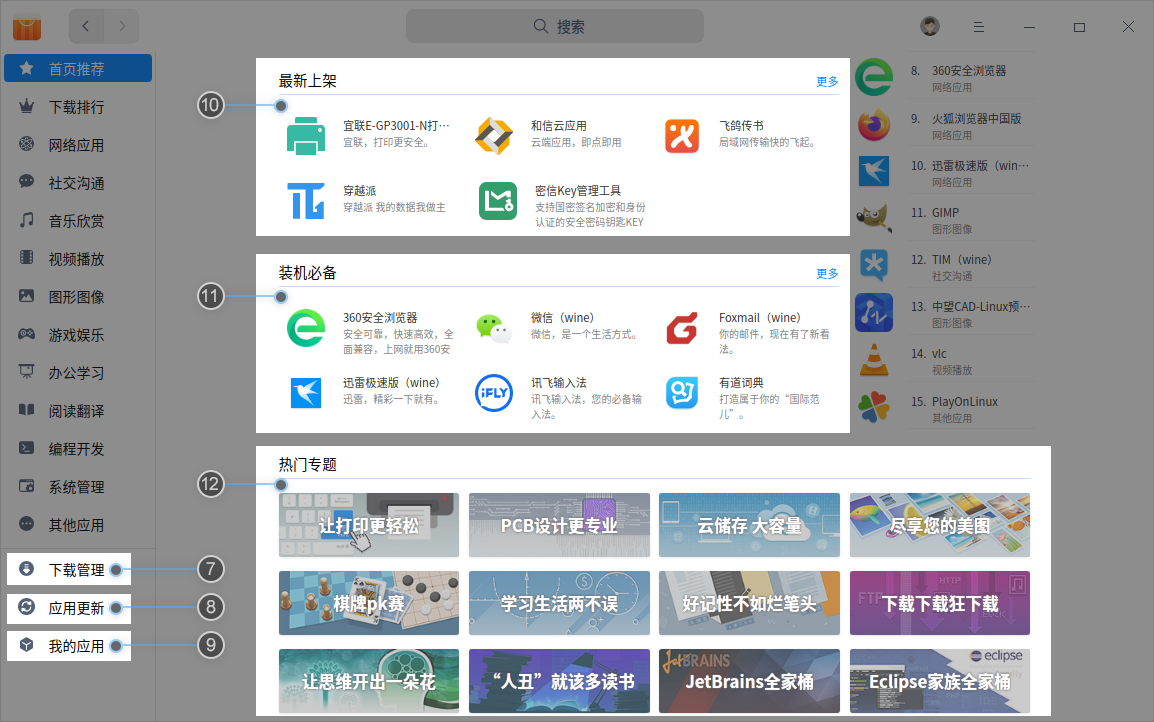 搜索
首页推荐
下载排行
网络应用
社交沟通
音乐欣赏
视频播放
图形图像
游戏娱乐
办公学习
阅读翻译
编程开发
系统管理
其他应用
下载管理
7
应用更新
8
我的应用
9
10
最新上架
更多
宜联E-GP3001-N打…
宜联，打印更安全。
和信云应用
云端应用，即点即用
飞鸽传书
局域网传输快的飞起。
穿越派
穿越派 我的数据我做主
密信Key管理工具
支持国密签名加密和身份
认证的安全密码钥匙KEY
11
装机必备
更多
360安全浏览器
安全可靠，快速高效，全
面兼容，上网就用360安
微信（wine）
微信，是一个生活方式。
Foxmail（wine）
你的邮件，现在有了新看
法。
迅雷极速版（wine）
迅雷，精彩一下就有。
iFLY
讯飞输入法
讯飞输入法，您的必备输
入法。
有道词典
打造属于你的“国际范
儿”。
12
热门专题
让打印更轻松
PCB设计更专业
云储存 大容量
尽享您的美图
棋牌pk赛
学习生活两不误
好记性不如烂笔头
FTP
HTTP
下载下载狂下载
让思维开出一朵花
“人丑”就该多读书
JetBRAINS
JetBrains全家桶
eclipse
Eclipse家族全家桶
8. 360安全浏览器
网络应用
9. 火狐浏览器中国版
网络应用
10. 迅雷极速版（win…
网络应用
11. GIMP
图形图像
12. TIM（wine）
社交沟通
13. 中望CAD-Linux预…
图形图像
14. vlc
视频播放
15. PlayOnLinux
其他应用